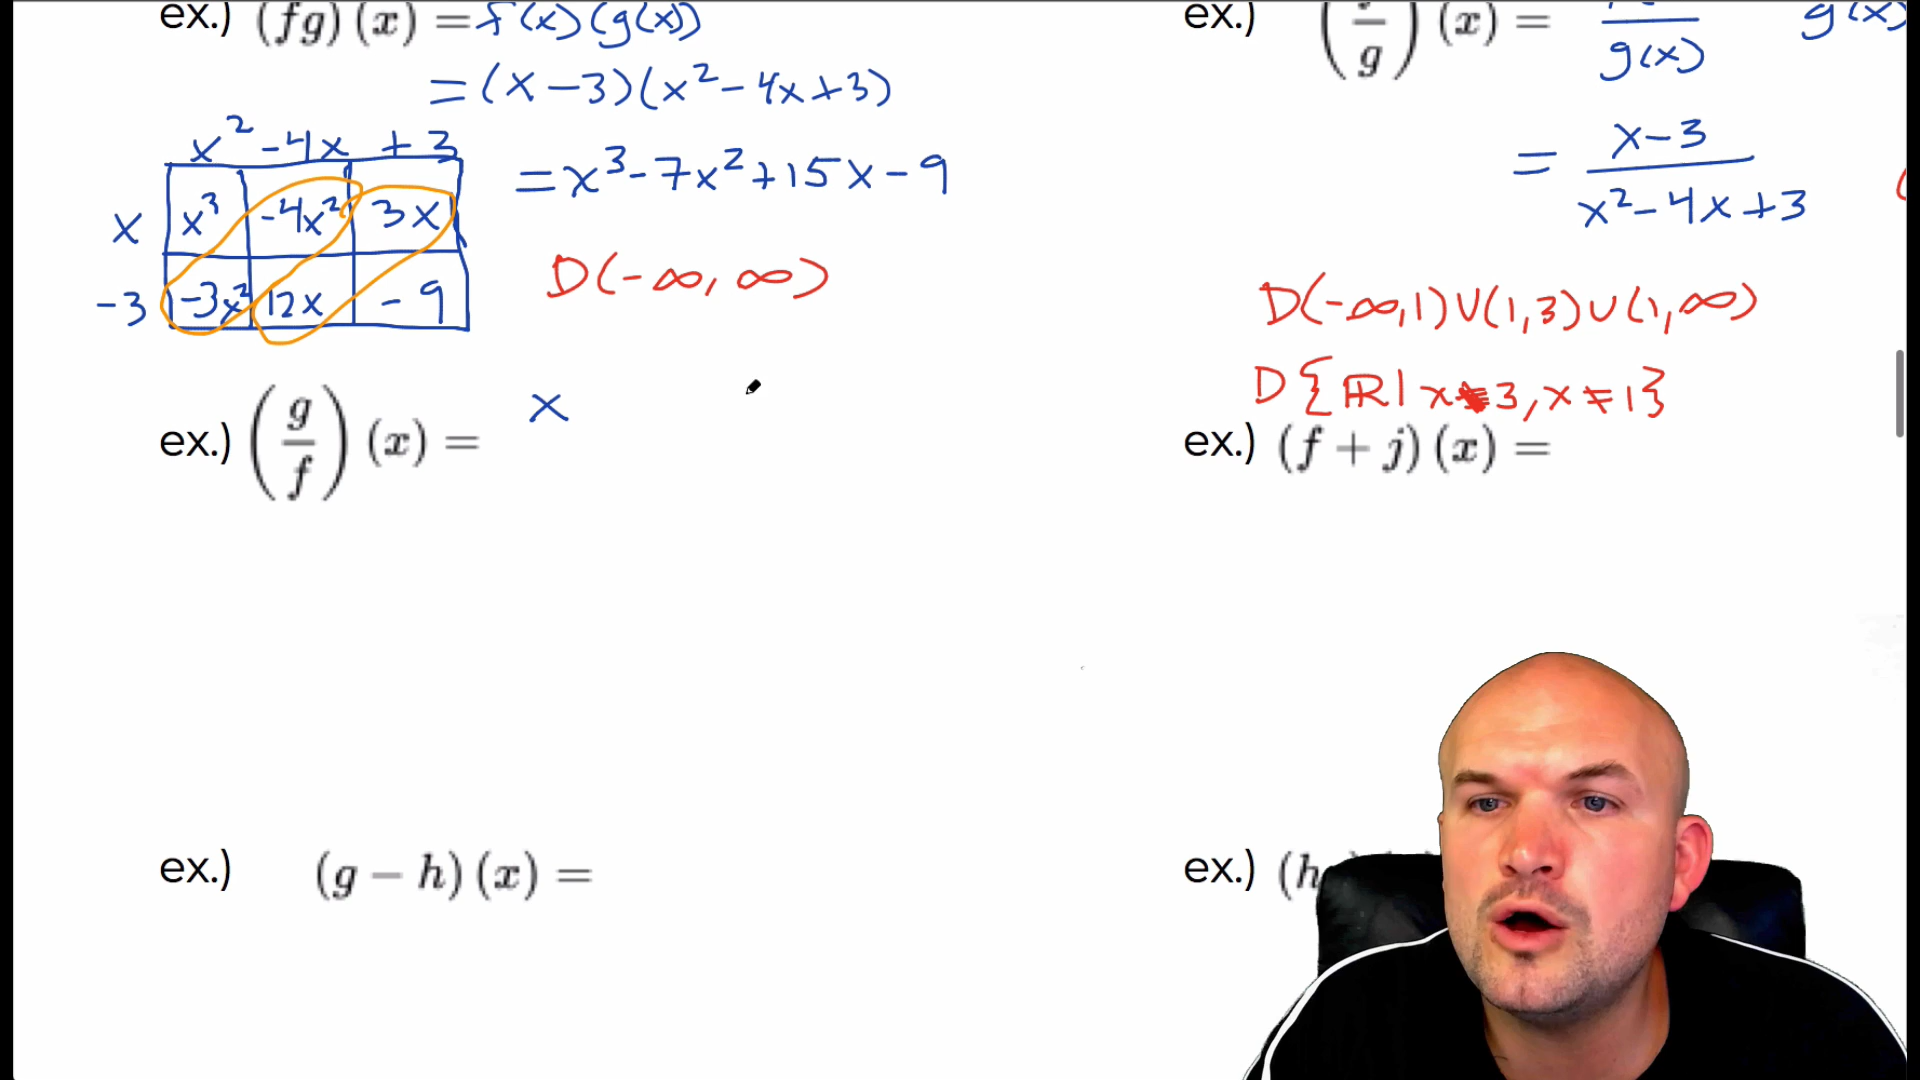 ex.) (fg)(x) = f(x)(g(x))
= (x-3)(x²-4x+3)
x² -4x +3
x x³ -4x² 3x
-3 -3x² 12x -9
= x³-7x²+15x-9
D(-∞, ∞)
ex.) (g/f)(x) = x
ex.) (g − h)(x) =
ex.) (f/g)(x) = /g(x) g(x)
= (x-3)/(x²-4x+3)
D(-∞,1)∪(1,3)∪(1,∞)
D{ℝ| x≠3, x≠1}
ex.) (f + j)(x) =
ex.) (h